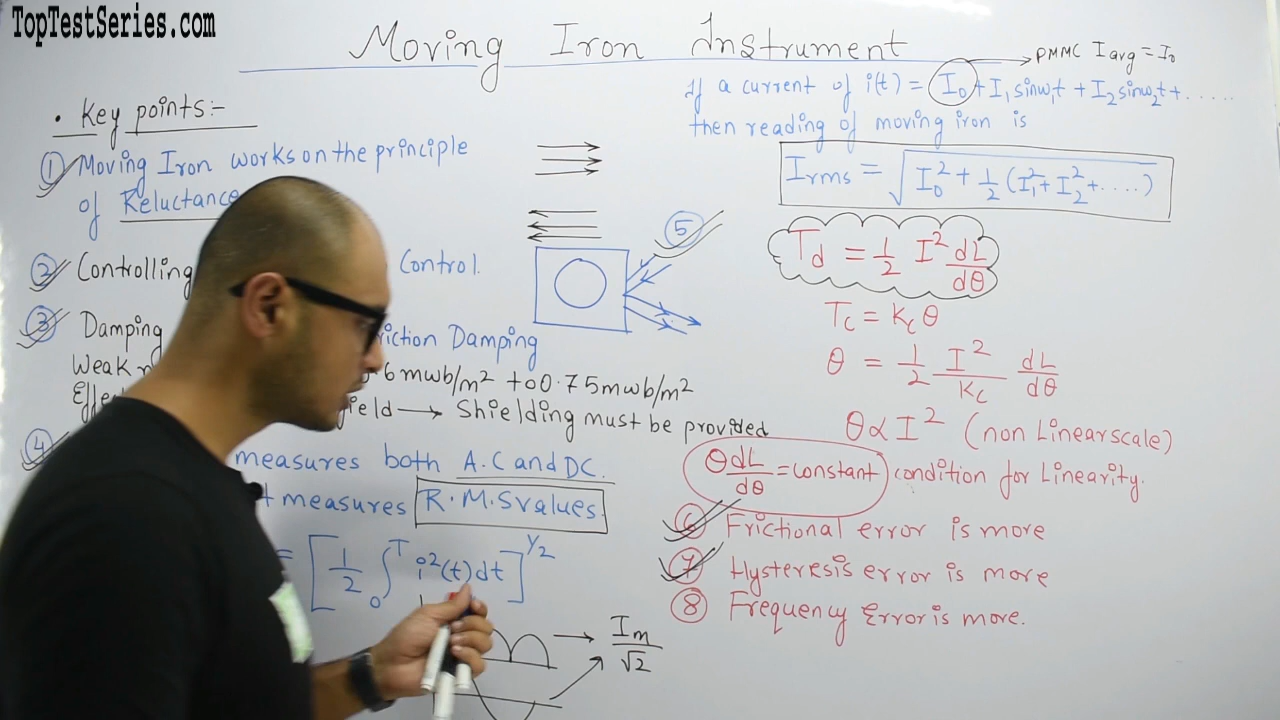 TopTestSeries.com
Moving Iron Instrument
PMMC Iavg = I₀
If a current of i(t) = I₀ + I₁ sinω₁t + I₂ sinω₂t + ......
then reading of moving iron is
Irms = √(I₀² + 1/2 (I₁² + I₂² + ....))
• Key points:-
① Moving Iron works on the principle
of Reluctance
② Controlling Control.
③ Damping riction Damping
Weak 6 mwb/m² to 0.75 mwb/m²
field → Shielding must be provided
④ measures both A.C and DC.
measures R.M.S values.
= [1/2 ∫₀ᵀ i²(t)dt]^1/2
→ Im/√2
⑤
Td = 1/2 I² dL/dθ
Tc = Kc θ
θ = 1/2 I²/Kc dL/dθ
θ ∝ I² (non Linear scale)
θ dL/dθ = constant condition for Linearity.
⑥ Frictional error is more
⑦ Hysteresis error is more
⑧ Frequency Error is more.